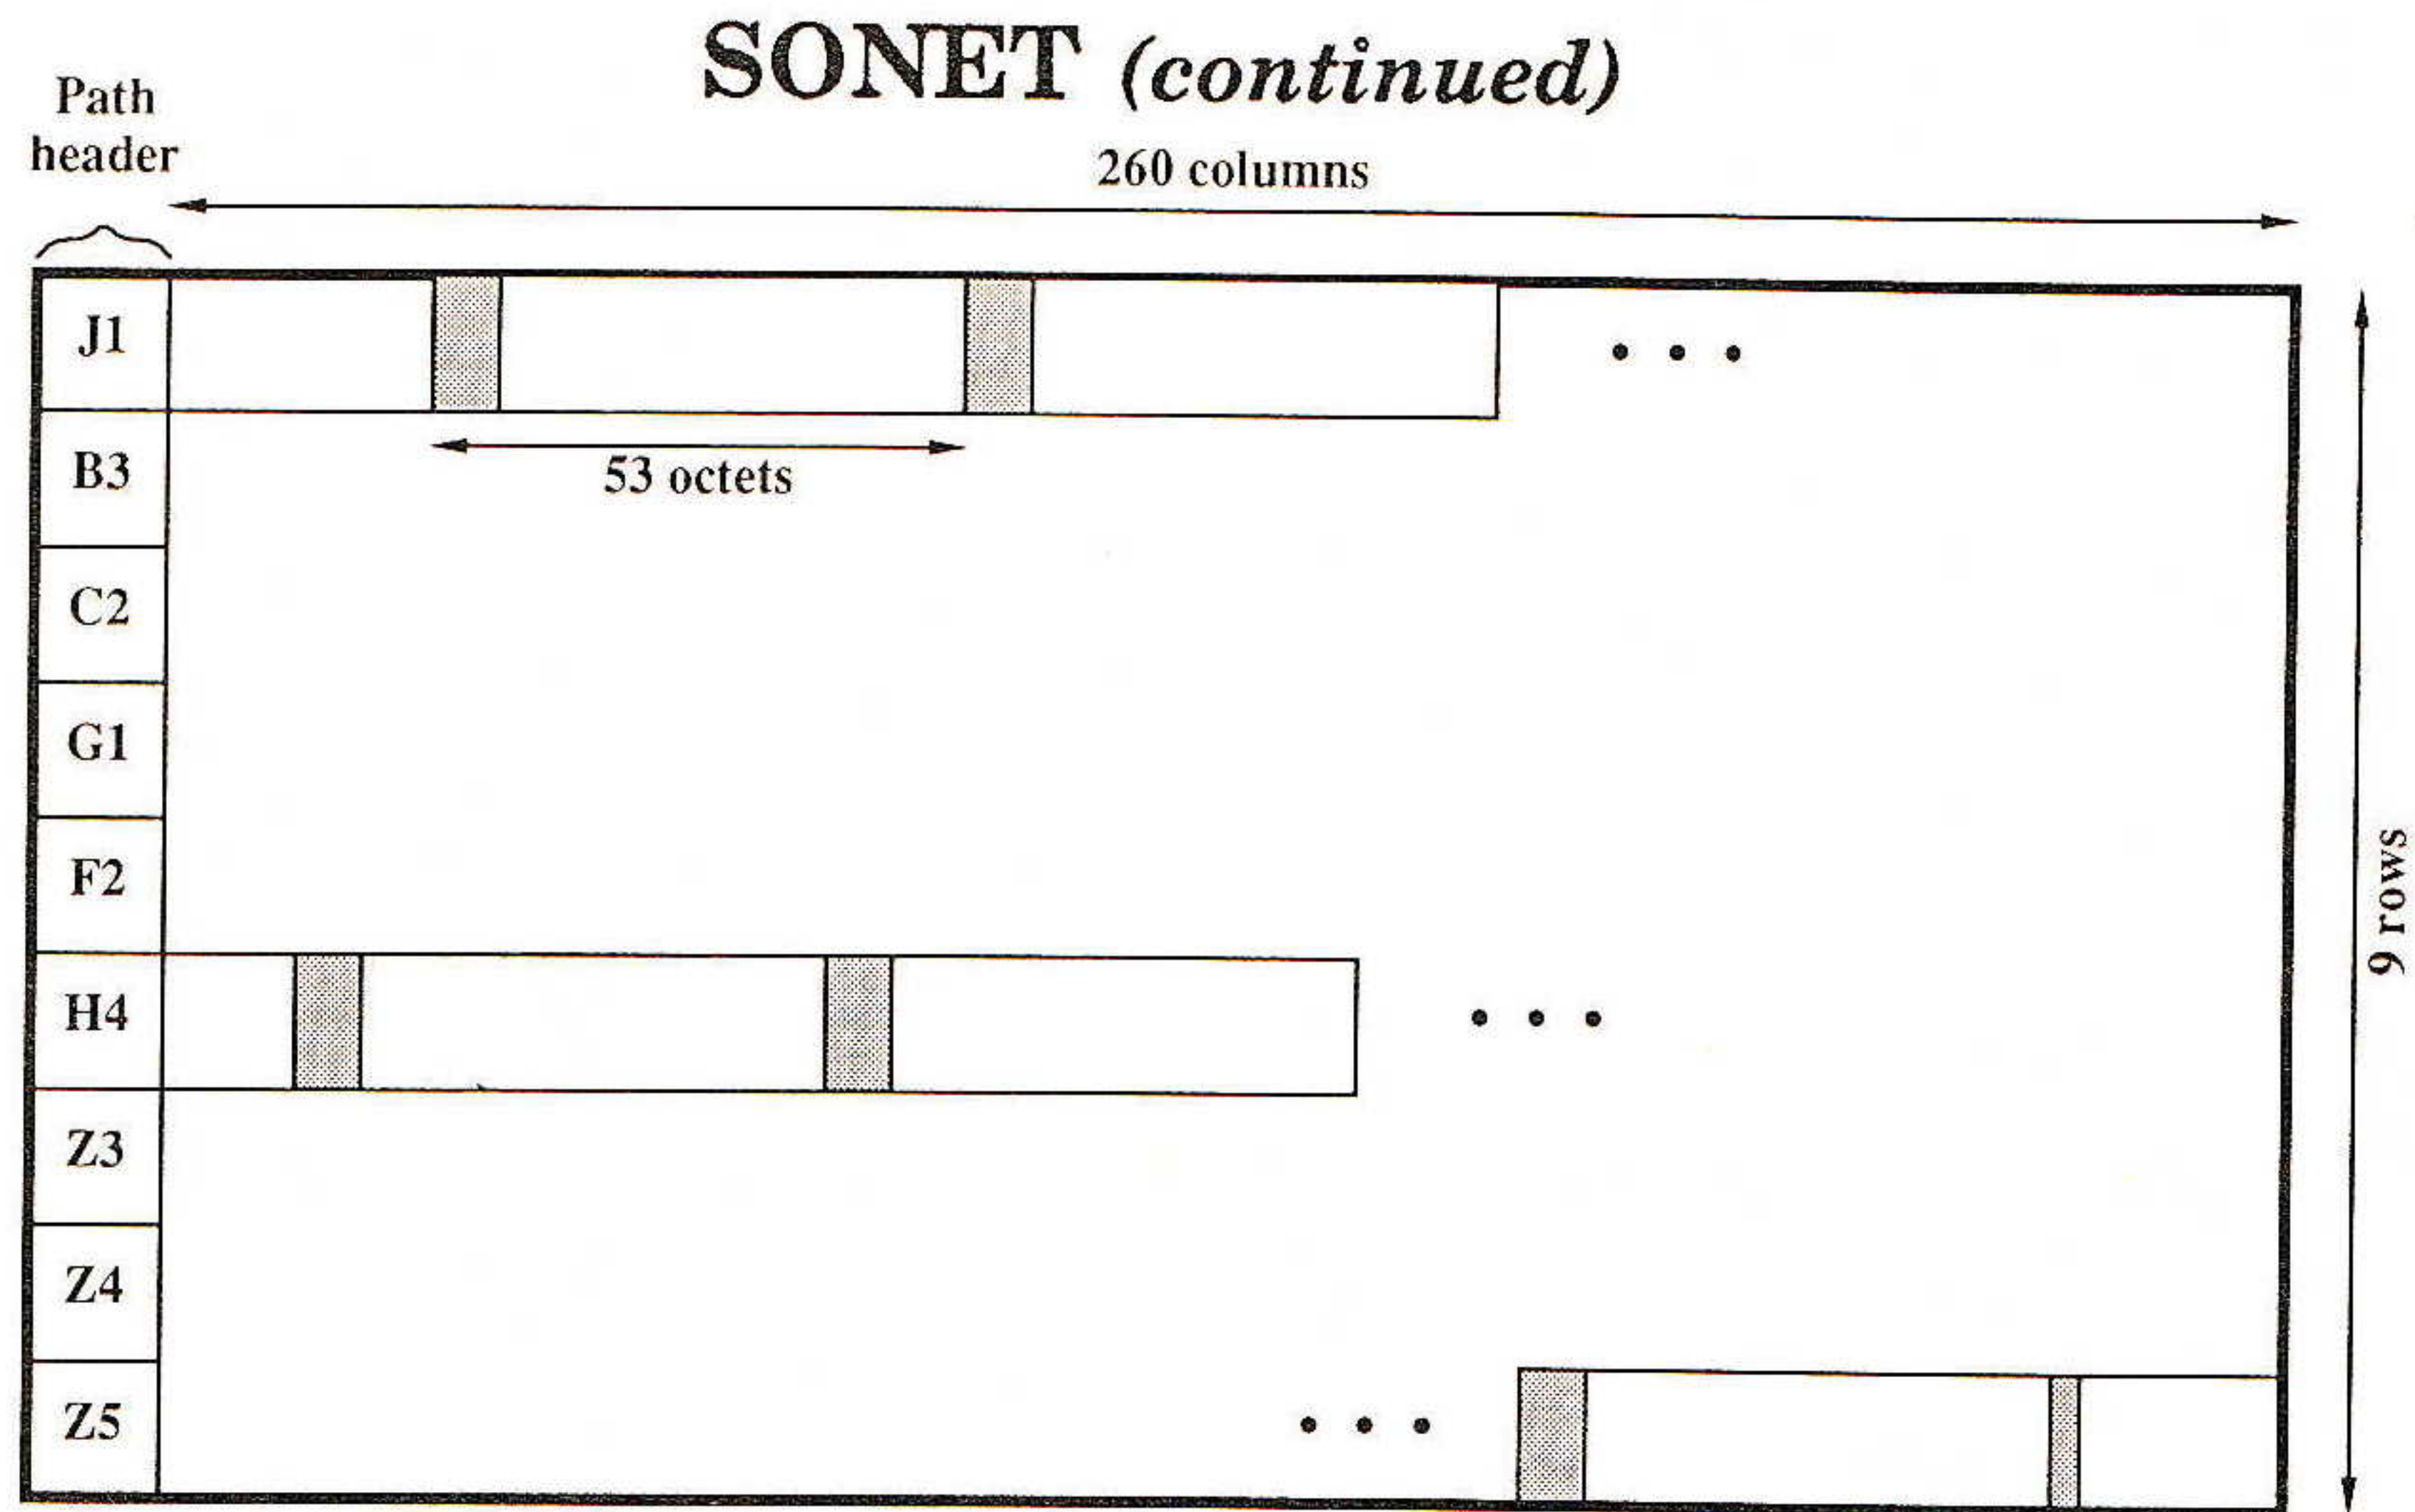 SONET (continued)
Path
header
260 columns
J1
53 octets
B3
C2
G1
F2
H4
Z3
Z4
Z5
9 rows